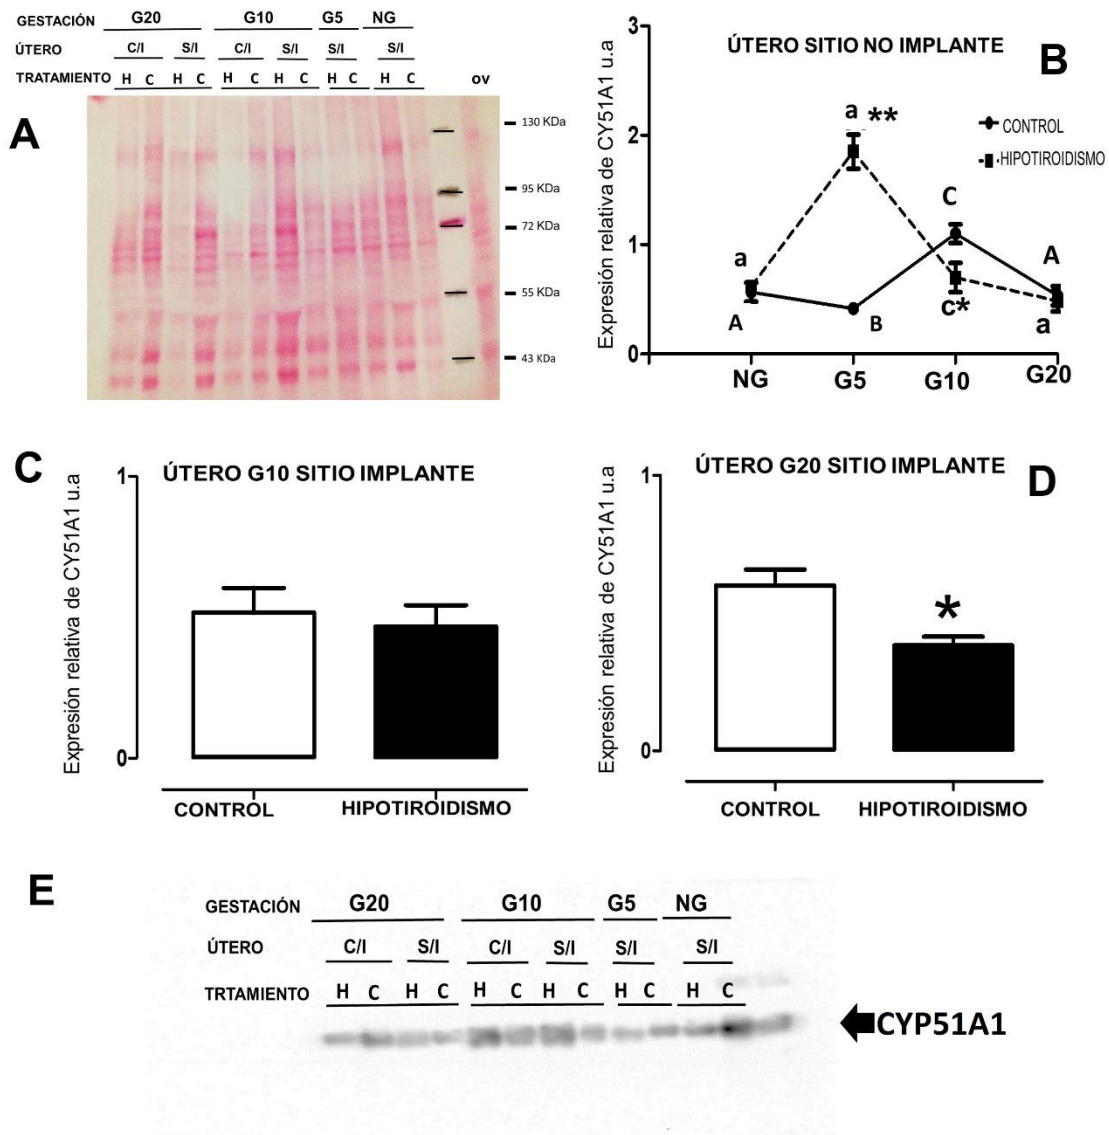 GESTACIÓN G20 G10 G5 NG
ÚTERO C/I S/I C/I S/I S/I S/I
TRATAMIENTO H C H C H C H C H C H C ov
A
130 KDa
95 KDa
72 KDa
55 KDa
43 KDa
ÚTERO SITIO NO IMPLANTE
B
Expresión relativa de CY51A1 u.a
3
2
1
0
a **
CONTROL
HIPOTIROIDISMO
C
a
A
A
B
c*
a
NG G5 G10 G20
C
ÚTERO G10 SITIO IMPLANTE
Expresión relativa de CY51A1 u.a
1
0
CONTROL HIPOTIROIDISMO
ÚTERO G20 SITIO IMPLANTE
D
Expresión relativa de CY51A1 u.a
1
0
*
CONTROL HIPOTIROIDISMO
E
GESTACIÓN G20 G10 G5 NG
ÚTERO C/I S/I C/I S/I S/I S/I
TRTAMIENTO H C H C H C H C H C H C
CYP51A1